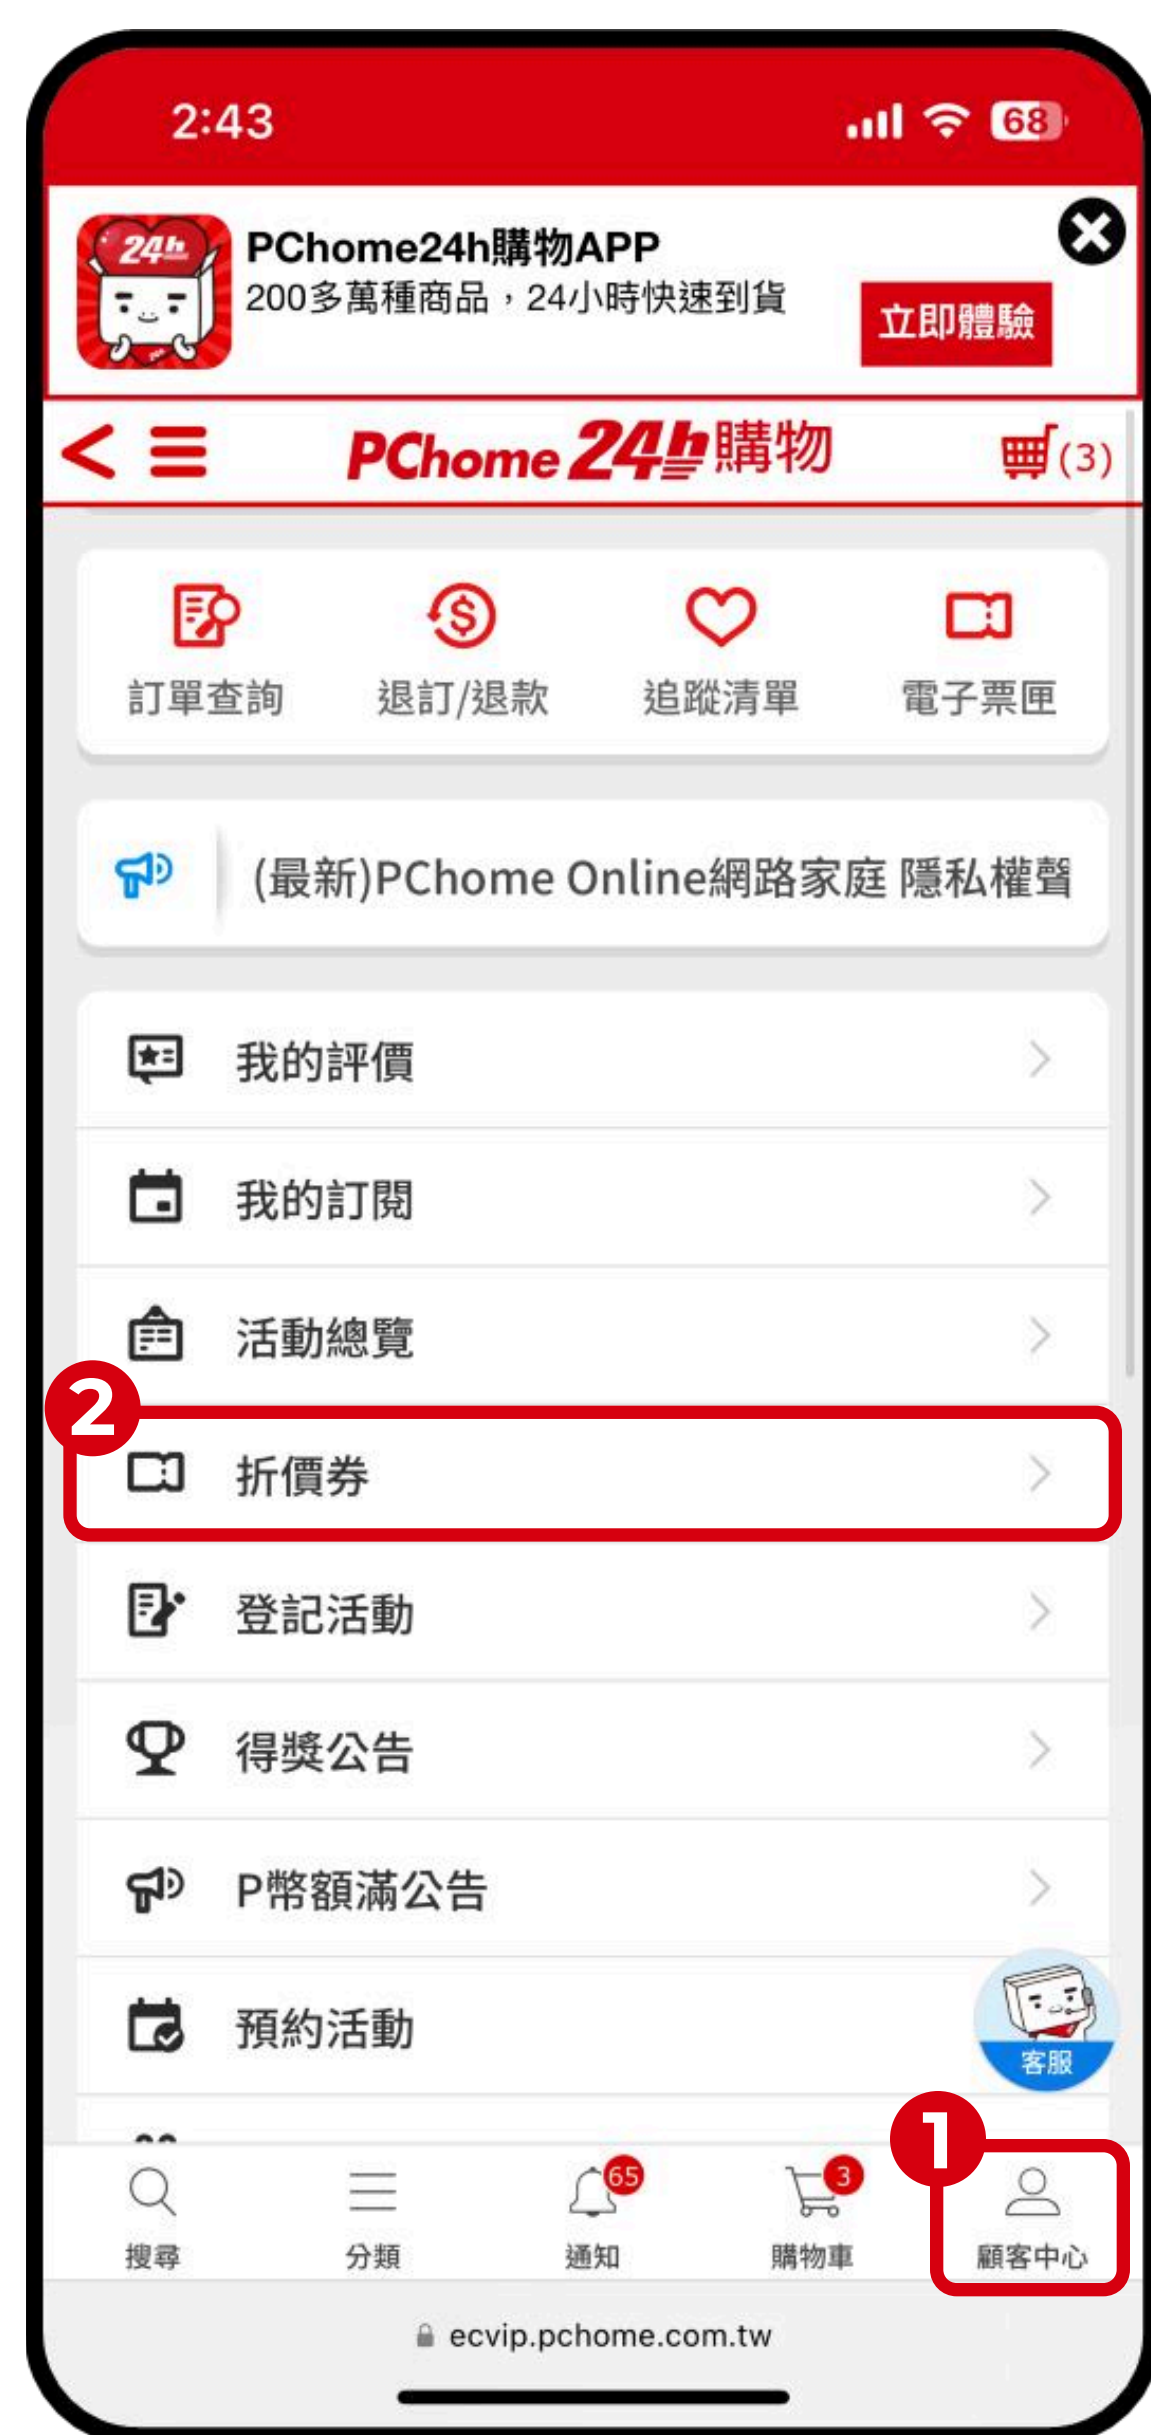 2:43
68
24h
PChome24h購物APP
200多萬種商品，24小時快速到貨
立即體驗
PChome 24h購物
(3)
訂單查詢
退訂/退款
追蹤清單
電子票匣
(最新)PChome Online網路家庭 隱私權聲
我的評價
我的訂閱
活動總覽
2
折價券
登記活動
得獎公告
P幣額滿公告
預約活動
客服
1
65
3
搜尋
分類
通知
購物車
顧客中心
ecvip.pchome.com.tw